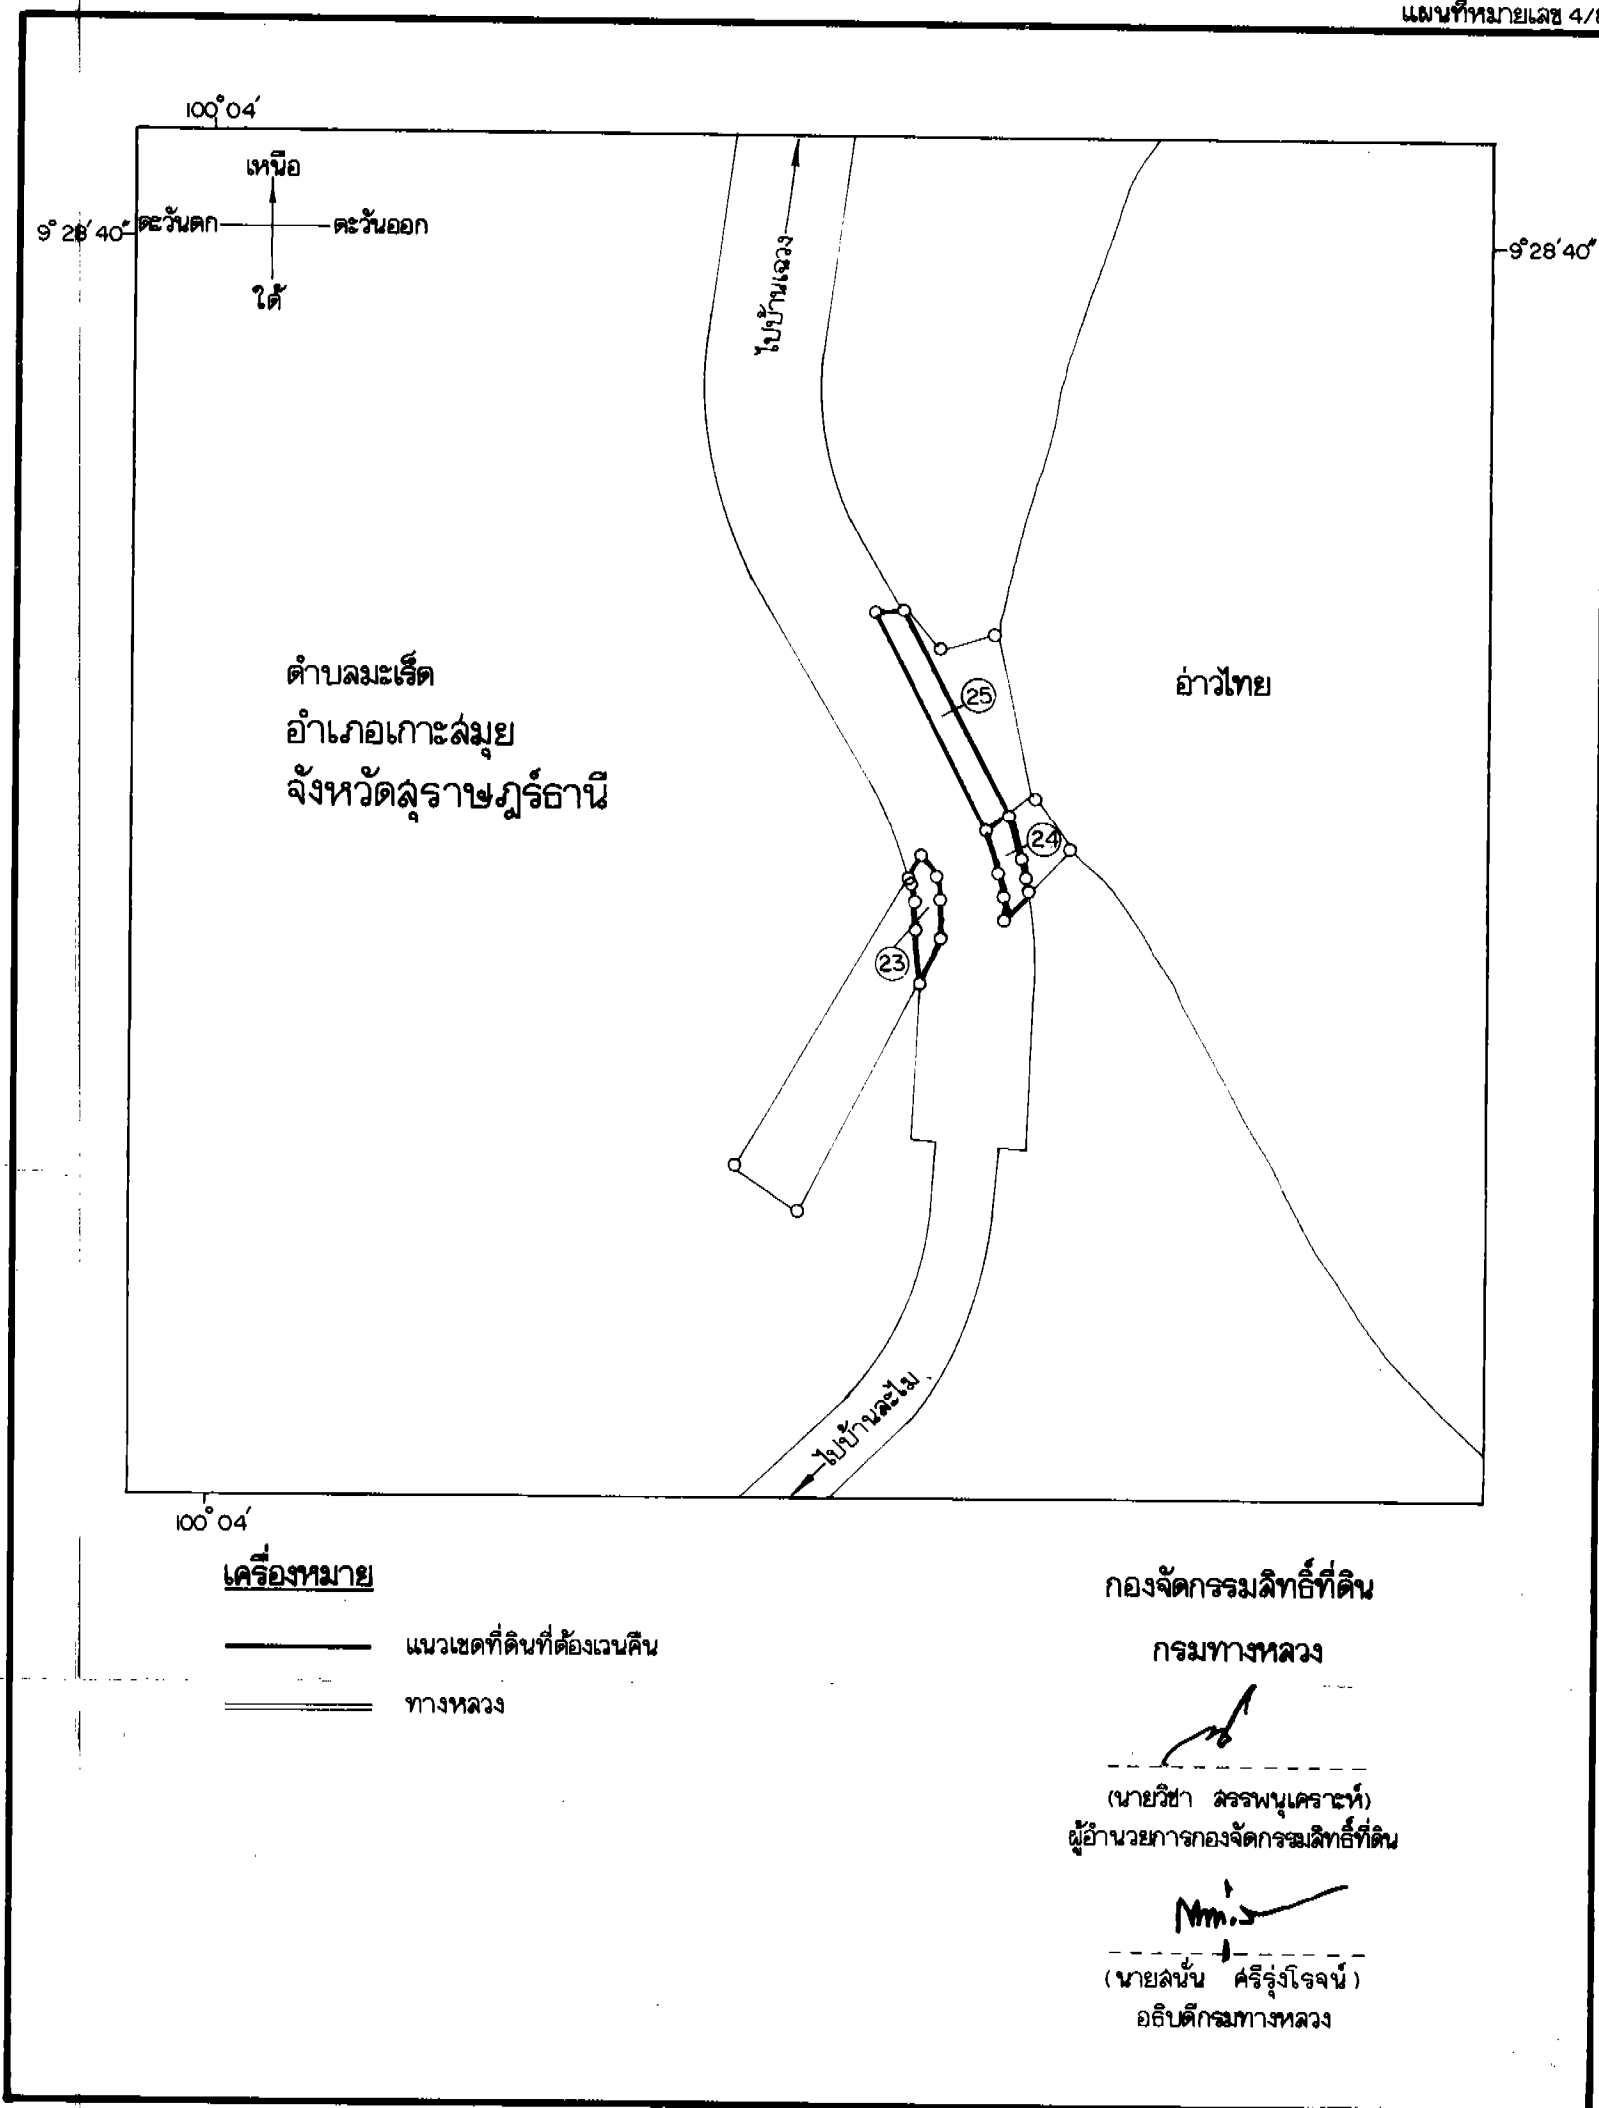 แผนที่หมายเลข 4/8
100°04′
เหนือ
9°28′40″
ตะวันตก
ตะวันออก
9°28′40″
ใต้
ไปบ้านเฉวง
ตำบลมะเร็ต
อำเภอเกาะสมุย
จังหวัดสุราษฎร์ธานี
อ่าวไทย
25
24
23
ไปบ้านละไม
100°04′
เครื่องหมาย
แนวเขตที่ดินที่ต้องเวนคืน
ทางหลวง
กองจัดกรรมสิทธิ์ที่ดิน
กรมทางหลวง
(นายวิชา สรรพนุเคราะห์)
ผู้อำนวยการกองจัดกรรมสิทธิ์ที่ดิน
(นายสนั่น ศรีรุ่งโรจน์)
อธิบดีกรมทางหลวง